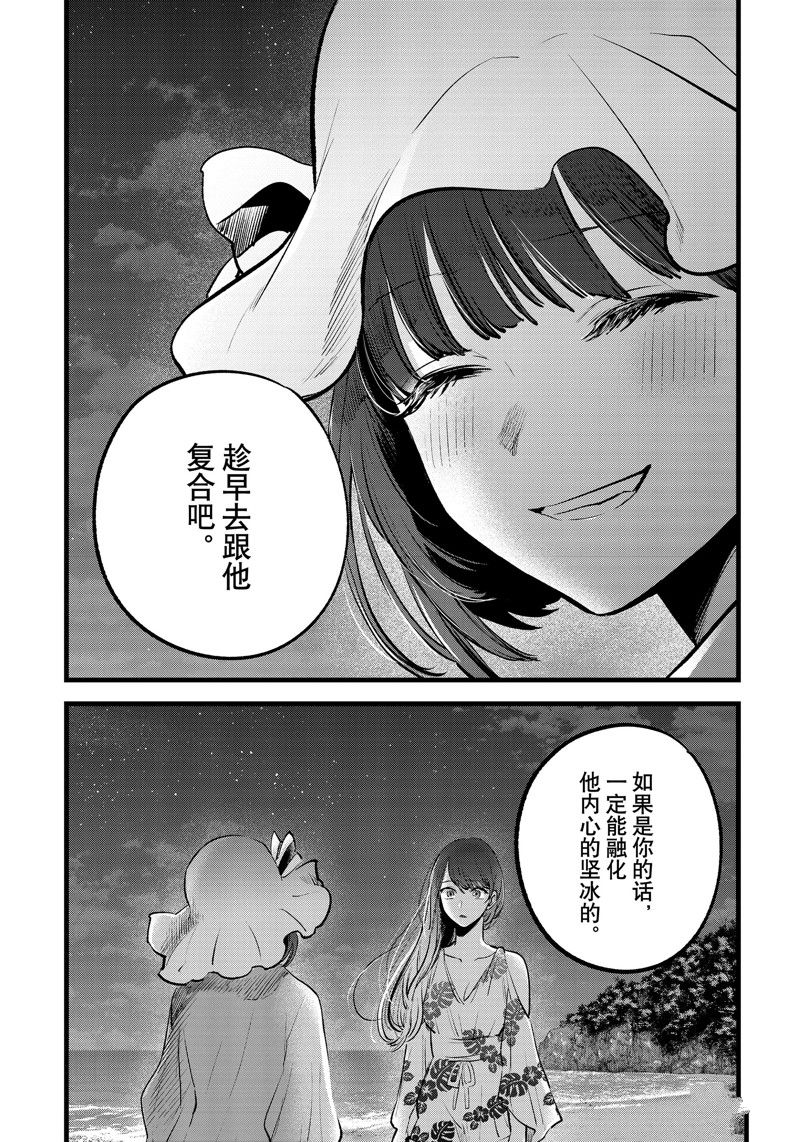 趁早去跟他
复合吧。
如果是你的话，
一定能融化
他内心的坚冰的。